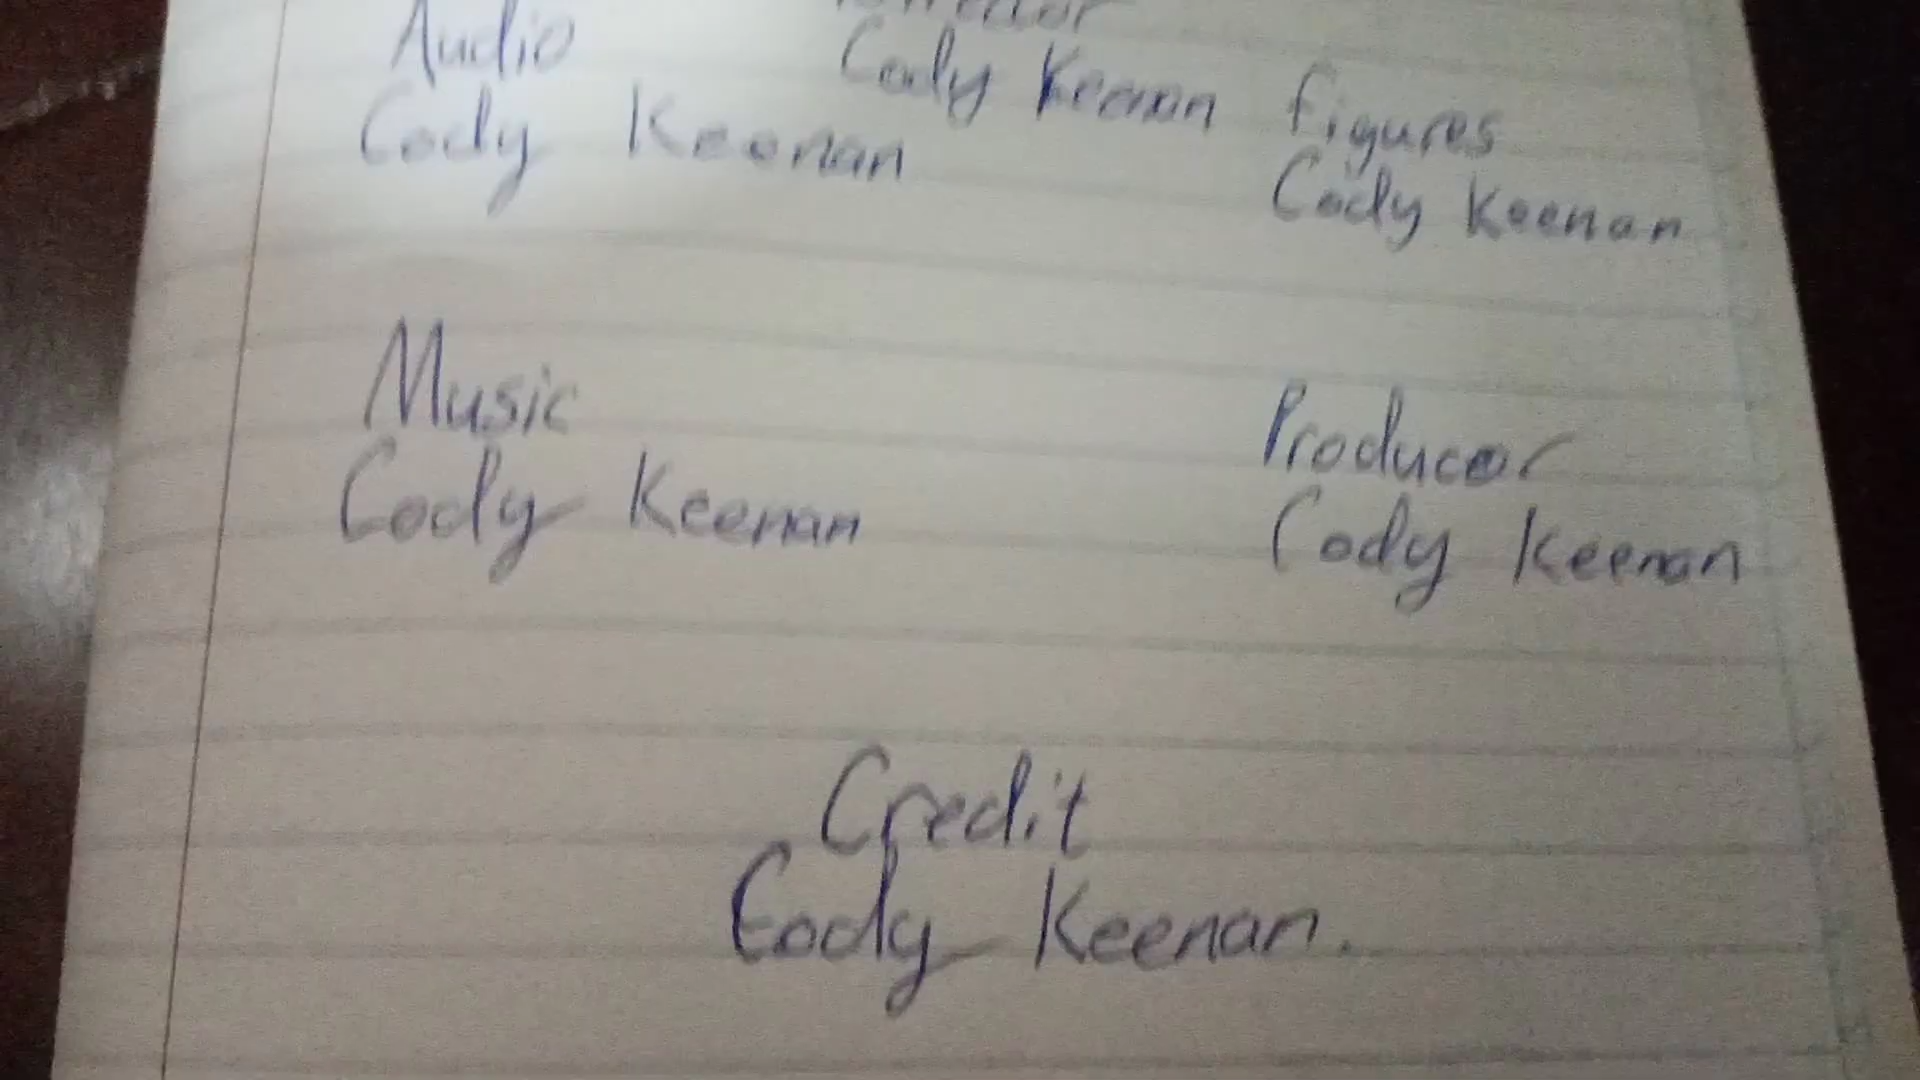 Audio
Cody Keenan
Cody Keenan
figures
Cody Keenan
Music
Cody Keenan
Producer
Cody Keenan
Credit
Cody Keenan.